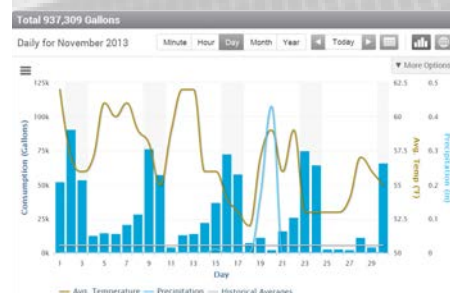 Total 937,309 Gallons
Daily for November 2013
Minute Hour Day Month Year Today
More Options
125k
100k
75k
50k
25k
0k
Consumption (Gallons)
62.5
60
57.5
55
52.5
50
Avg. Temp (°F)
0.5
0.4
0.3
0.2
0.1
0
Precipitation (in)
1 3 5 7 9 11 13 15 17 19 21 23 25 27 29
Day
Avg. Temperature Precipitation Historical Averages